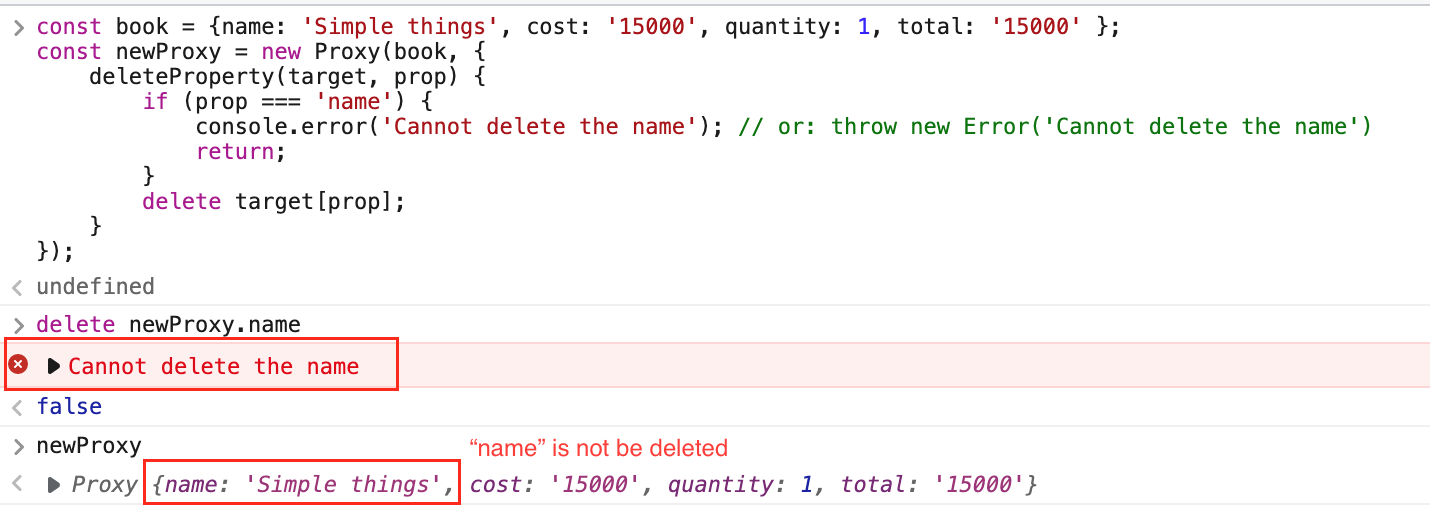 const book = {name: 'Simple things', cost: '15000', quantity: 1, total: '15000' };
const newProxy = new Proxy(book, {
    deleteProperty(target, prop) {
        if (prop === 'name') {
            console.error('Cannot delete the name'); // or: throw new Error('Cannot delete the name')
            return;
        }
        delete target[prop];
    }
});
undefined
delete newProxy.name
Cannot delete the name
false
newProxy “name” is not be deleted
Proxy {name: 'Simple things', cost: '15000', quantity: 1, total: '15000'}